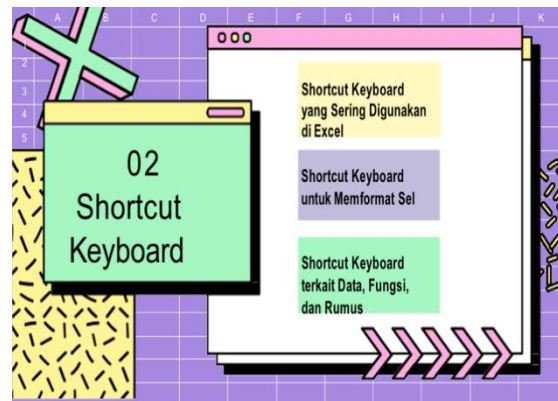 A B C D E F G H I J K
2
3
4
5
02
Shortcut
Keyboard
Shortcut Keyboard
yang Sering Digunakan
di Excel
Shortcut Keyboard
untuk Memformat Sel
Shortcut Keyboard
terkait Data, Fungsi,
dan Rumus